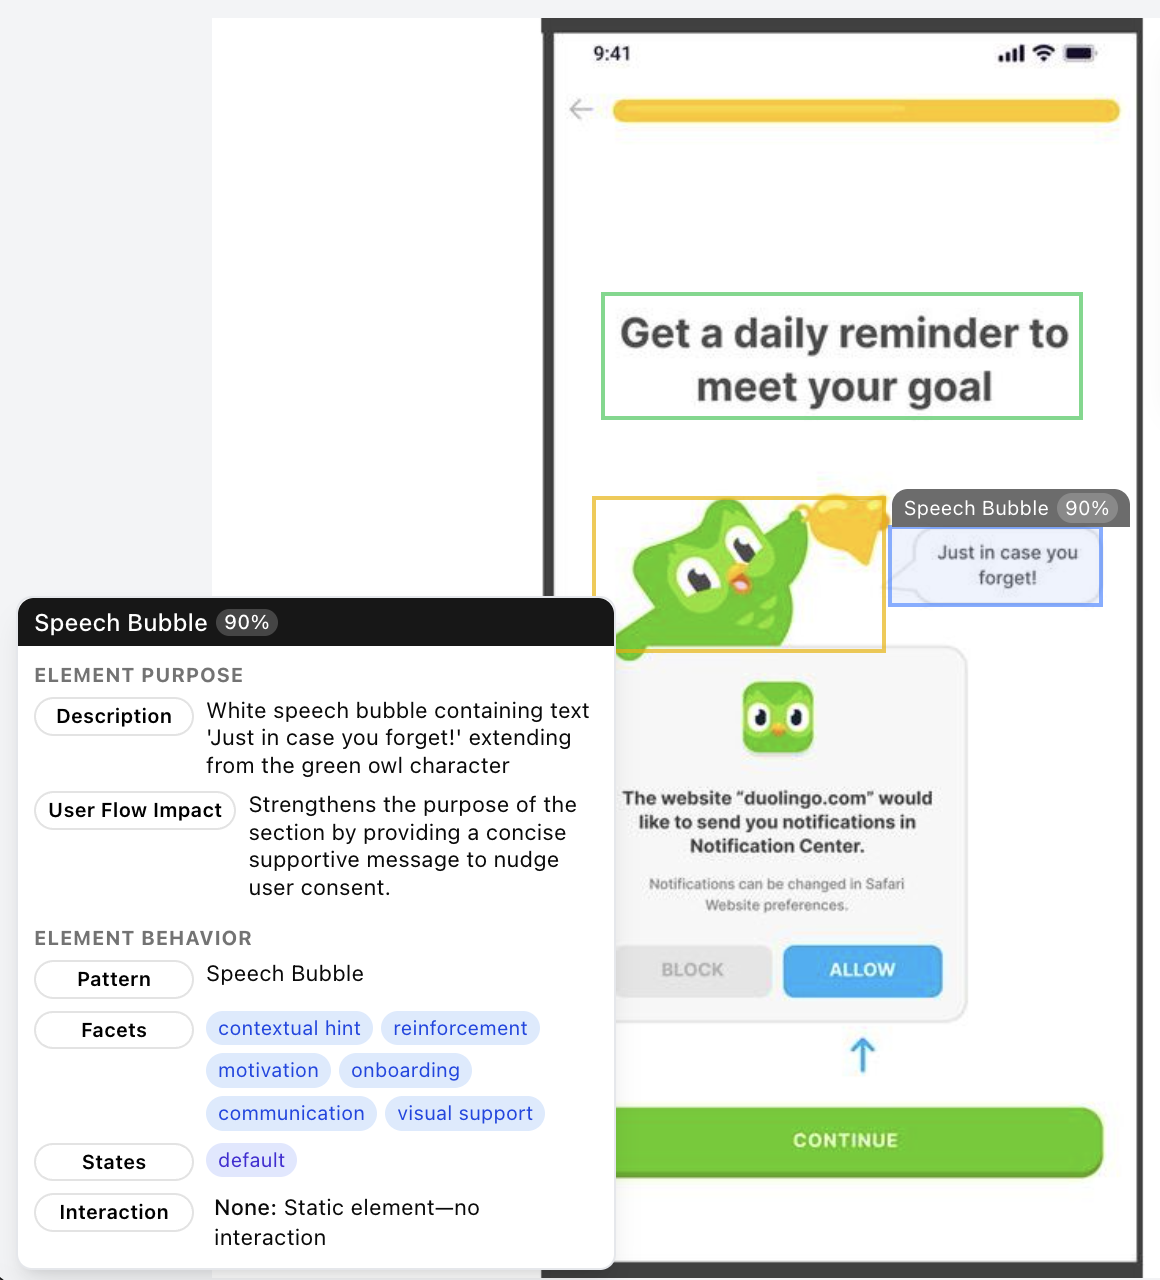 9:41
Get a daily reminder to
meet your goal
Speech Bubble 90%
Just in case you
forget!
The website “duolingo.com” would
like to send you notifications in
Notification Center.
Notifications can be changed in Safari
Website preferences.
BLOCK
ALLOW
CONTINUE
Speech Bubble 90%
ELEMENT PURPOSE
Description
White speech bubble containing text
'Just in case you forget!' extending
from the green owl character
User Flow Impact
Strengthens the purpose of the
section by providing a concise
supportive message to nudge
user consent.
ELEMENT BEHAVIOR
Pattern
Speech Bubble
Facets
contextual hint
reinforcement
motivation
onboarding
communication
visual support
States
default
Interaction
None: Static element—no
interaction